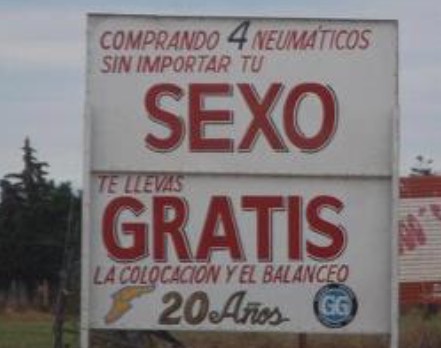 COMPRANDO 4 NEUMÁTICOS
SIN IMPORTAR TU
SEXO
TE LLEVAS
GRATIS
LA COLOCACION Y EL BALANCEO
20 Años
GG